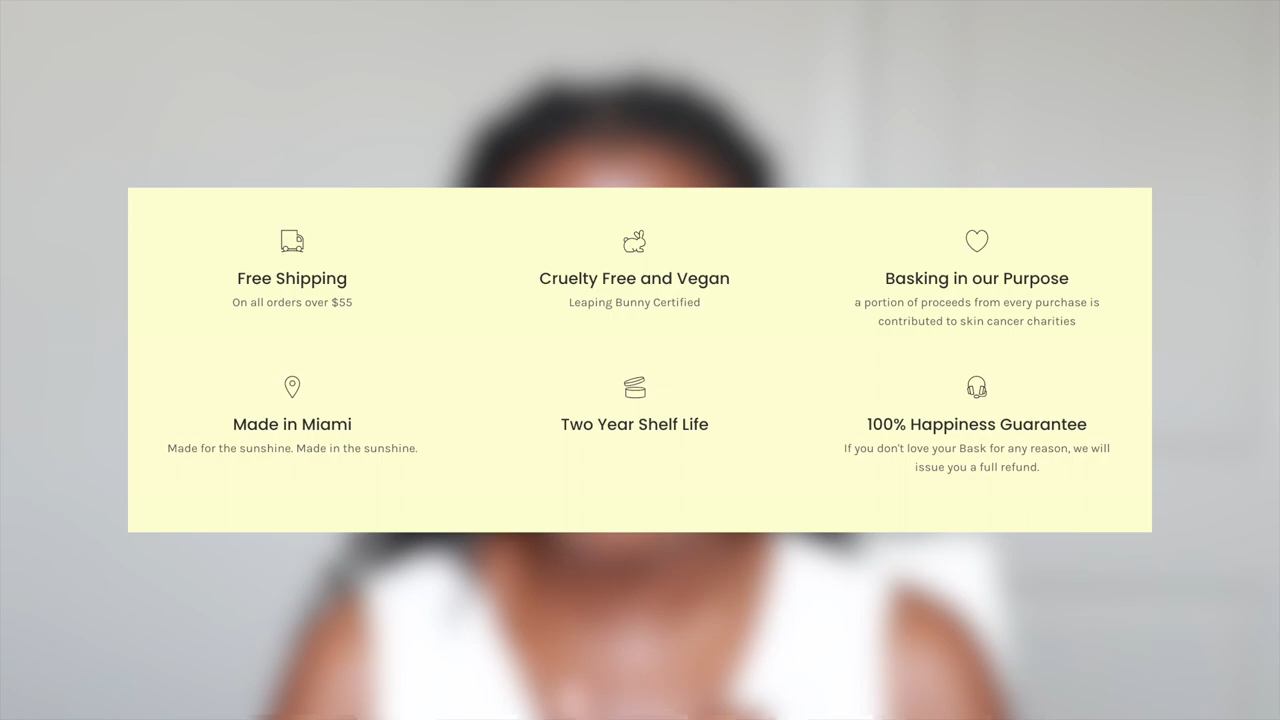 Free Shipping
On all orders over $55
Cruelty Free and Vegan
Leaping Bunny Certified
Basking in our Purpose
a portion of proceeds from every purchase is
contributed to skin cancer charities
Made in Miami
Made for the sunshine. Made in the sunshine.
Two Year Shelf Life
100% Happiness Guarantee
If you don't love your Bask for any reason, we will
issue you a full refund.